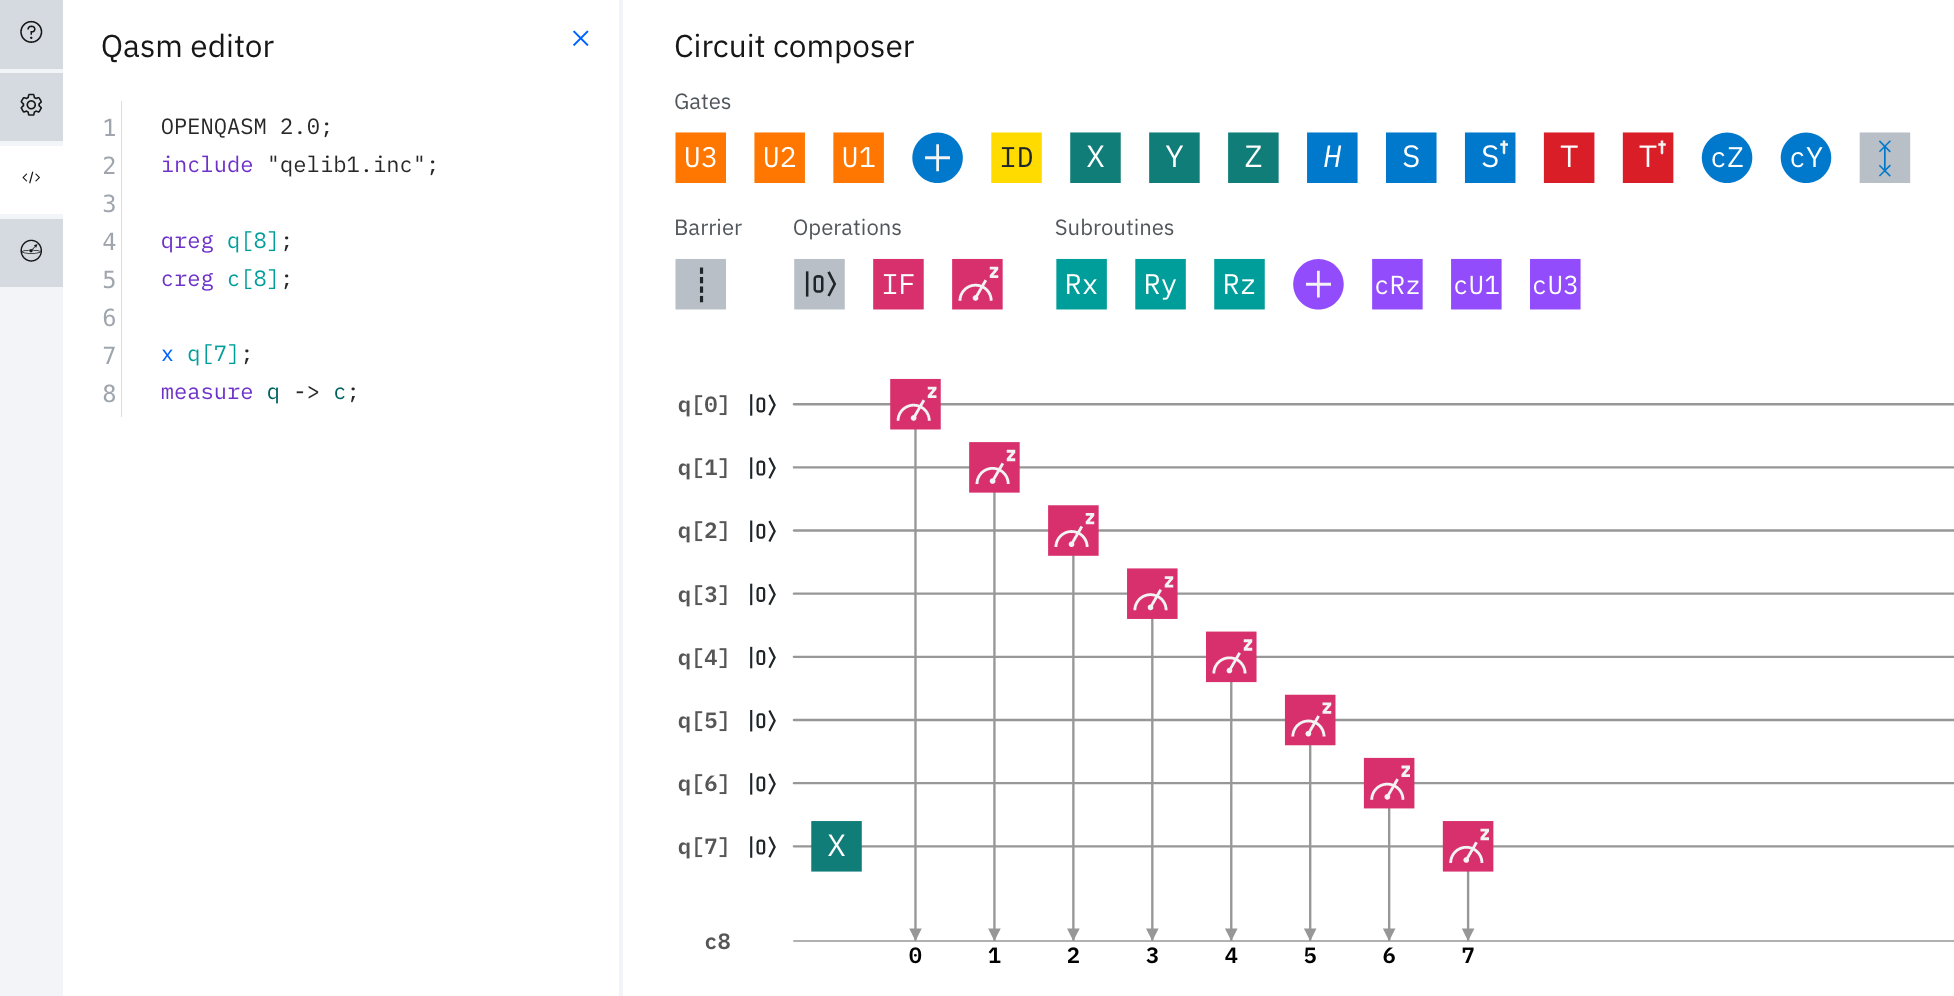 Qasm editor
1 OPENQASM 2.0;
2 include "qelib1.inc";
3
4 qreg q[8];
5 creg c[8];
6
7 x q[7];
8 measure q -> c;
Circuit composer
Gates
U3 U2 U1 + ID X Y Z H S S† T T† cZ cY
Barrier Operations Subroutines
|0⟩ IF z Rx Ry Rz + cRz cU1 cU3
q[0] |0⟩ z
q[1] |0⟩ z
q[2] |0⟩ z
q[3] |0⟩ z
q[4] |0⟩ z
q[5] |0⟩ z
q[6] |0⟩ z
q[7] |0⟩ X z
c8
0 1 2 3 4 5 6 7